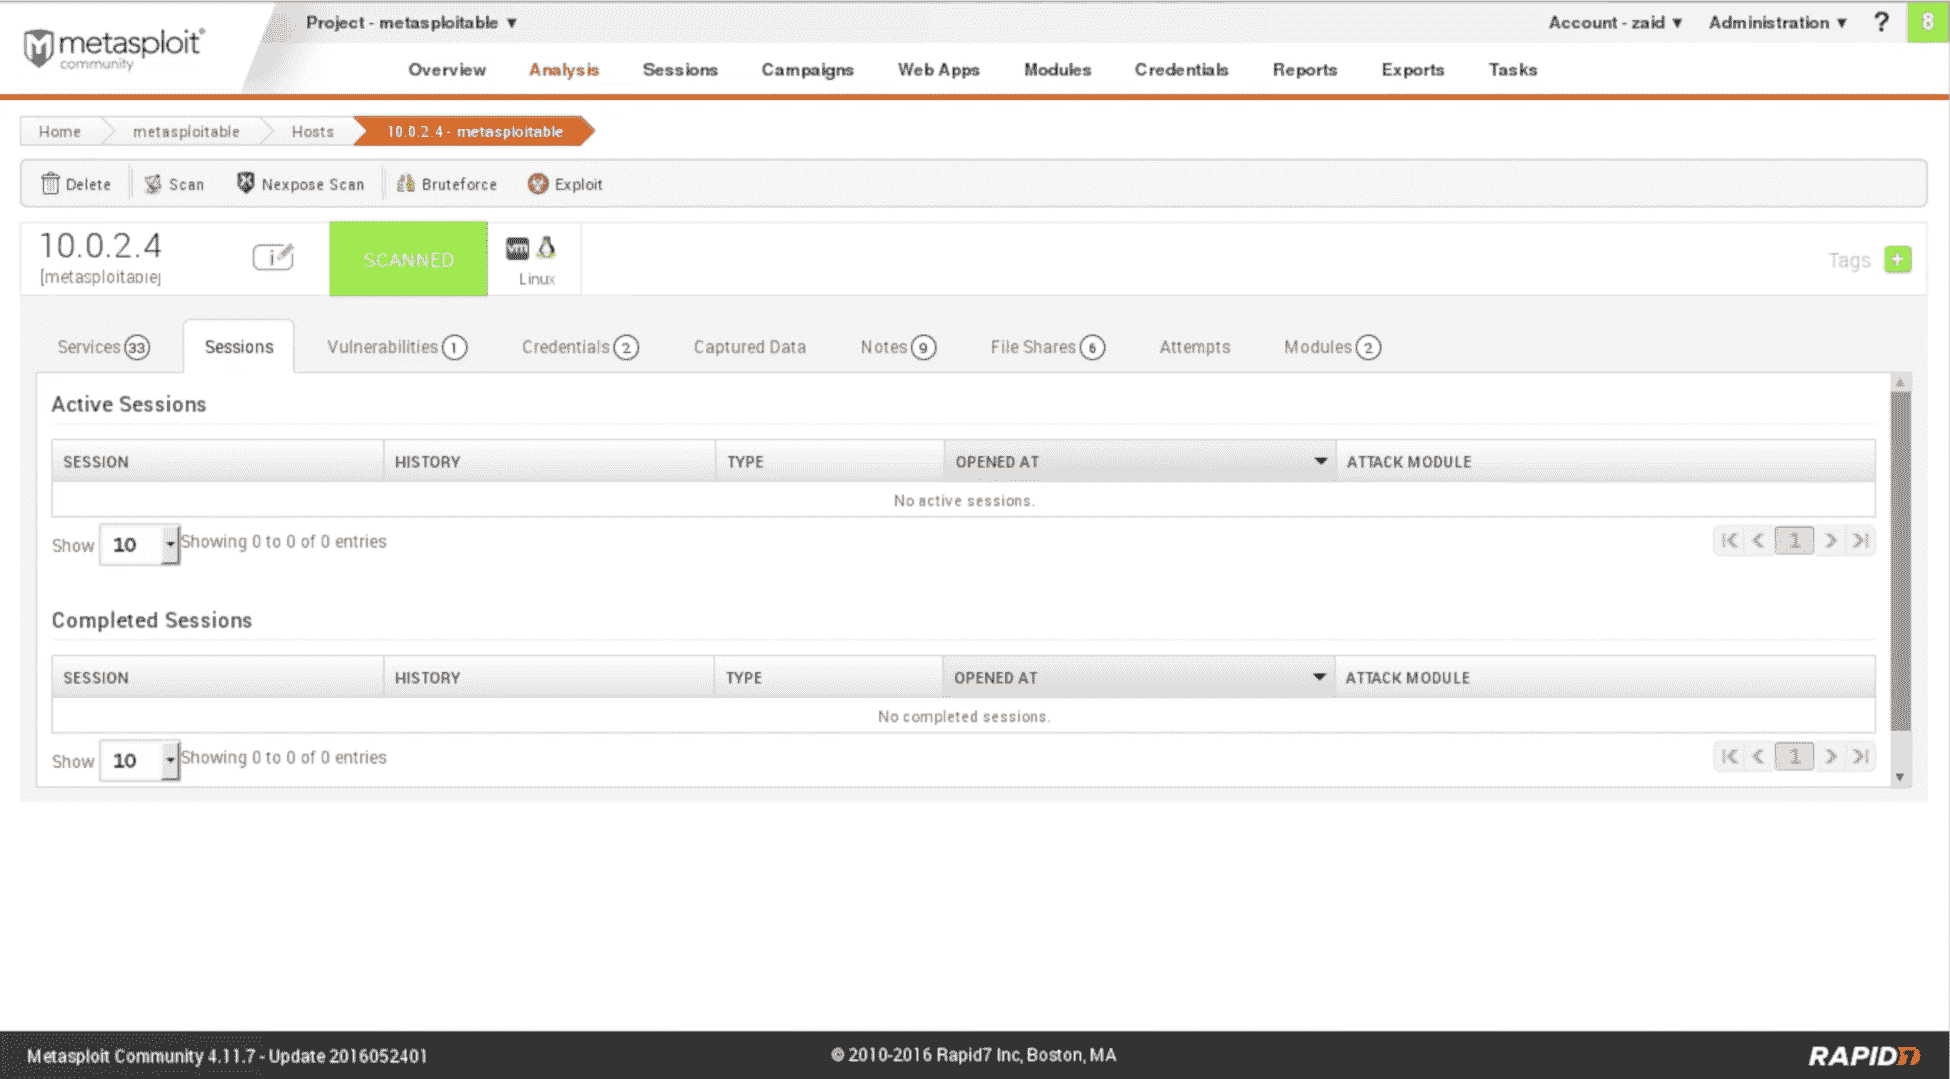 Project - metasploitable ▼
Account - zaid ▼ Administration ▼ ? 8
metasploit®
community
Overview Analysis Sessions Campaigns Web Apps Modules Credentials Reports Exports Tasks
Home metasploitable Hosts 10.0.2.4 - metasploitable
Delete Scan Nexpose Scan Bruteforce Exploit
10.0.2.4
[metasploitable]
i
SCANNED
vm
Linux
Tags +
Services 33 Sessions Vulnerabilities 1 Credentials 2 Captured Data Notes 9 File Shares 6 Attempts Modules 2
Active Sessions
SESSION HISTORY TYPE OPENED AT ATTACK MODULE
No active sessions.
Show 10 Showing 0 to 0 of 0 entries 1
Completed Sessions
SESSION HISTORY TYPE OPENED AT ATTACK MODULE
No completed sessions.
Show 10 Showing 0 to 0 of 0 entries 1
Metasploit Community 4.11.7 - Update 2016052401
© 2010-2016 Rapid7 Inc, Boston, MA
RAPID7